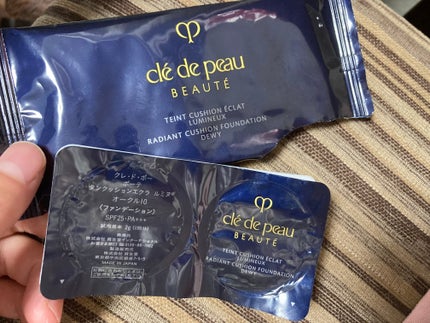 clé de peau
BEAUTÉ
TEINT CUSHION ÉCLAT
LUMINEUX
RADIANT CUSHION FOUNDATION
DEWY
クレ・ド・ポー
ボーテ
タンクッションエクラ ルミヌ
オークル10
(ファンデーション)
SPF25・PA+++
2g
MADE IN JAPAN
clé de peau
BEAUTÉ
TEINT CUSHION ÉCLAT
LUMINEUX
RADIANT CUSHION FOUNDATION
DEWY